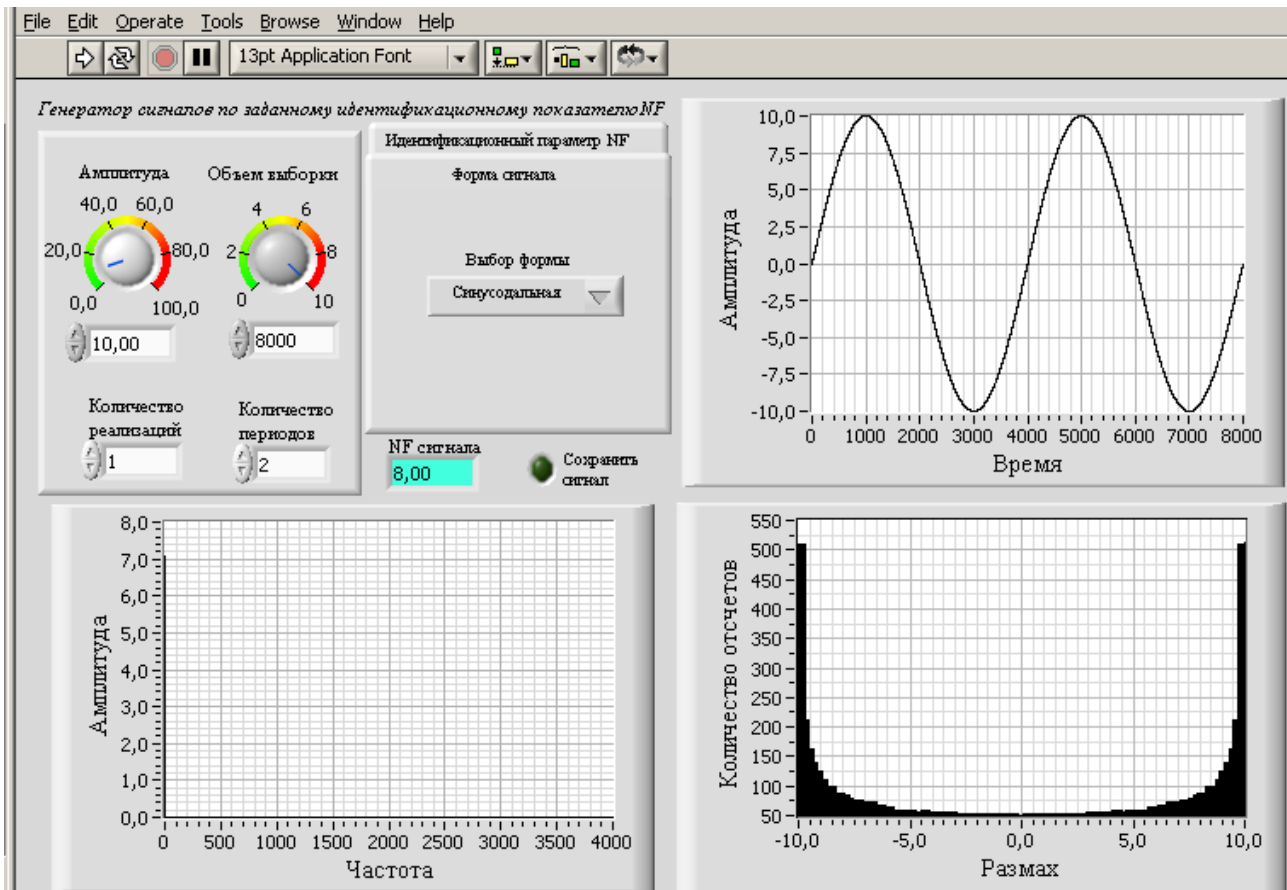 File Edit Operate Tools Browse Window Help
13pt Application Font
Генератор сигналов по заданному идентификационному показателю NF
Амплитуда
40,0 60,0
20,0 80,0
0,0 100,0
10,00
Объем выборки
4 6
2 8
0 10
8000
Количество
реализаций
1
Количество
периодов
2
Идентификационный параметр NF
Форма сигнала
Выбор формы
Синусодальная
NF сигнала
8,00
Сохранить
сигнал
Амплитуда
10,0
7,5
5,0
2,5
0,0
-2,5
-5,0
-7,5
-10,0
0 1000 2000 3000 4000 5000 6000 7000 8000
Время
Амплитуда
8,0
7,0
6,0
5,0
4,0
3,0
2,0
1,0
0,0
0 500 1000 1500 2000 2500 3000 3500 4000
Частота
Количество отсчетов
550
500
450
400
350
300
250
200
150
100
50
-10,0 -5,0 0,0 5,0 10,0
Размах